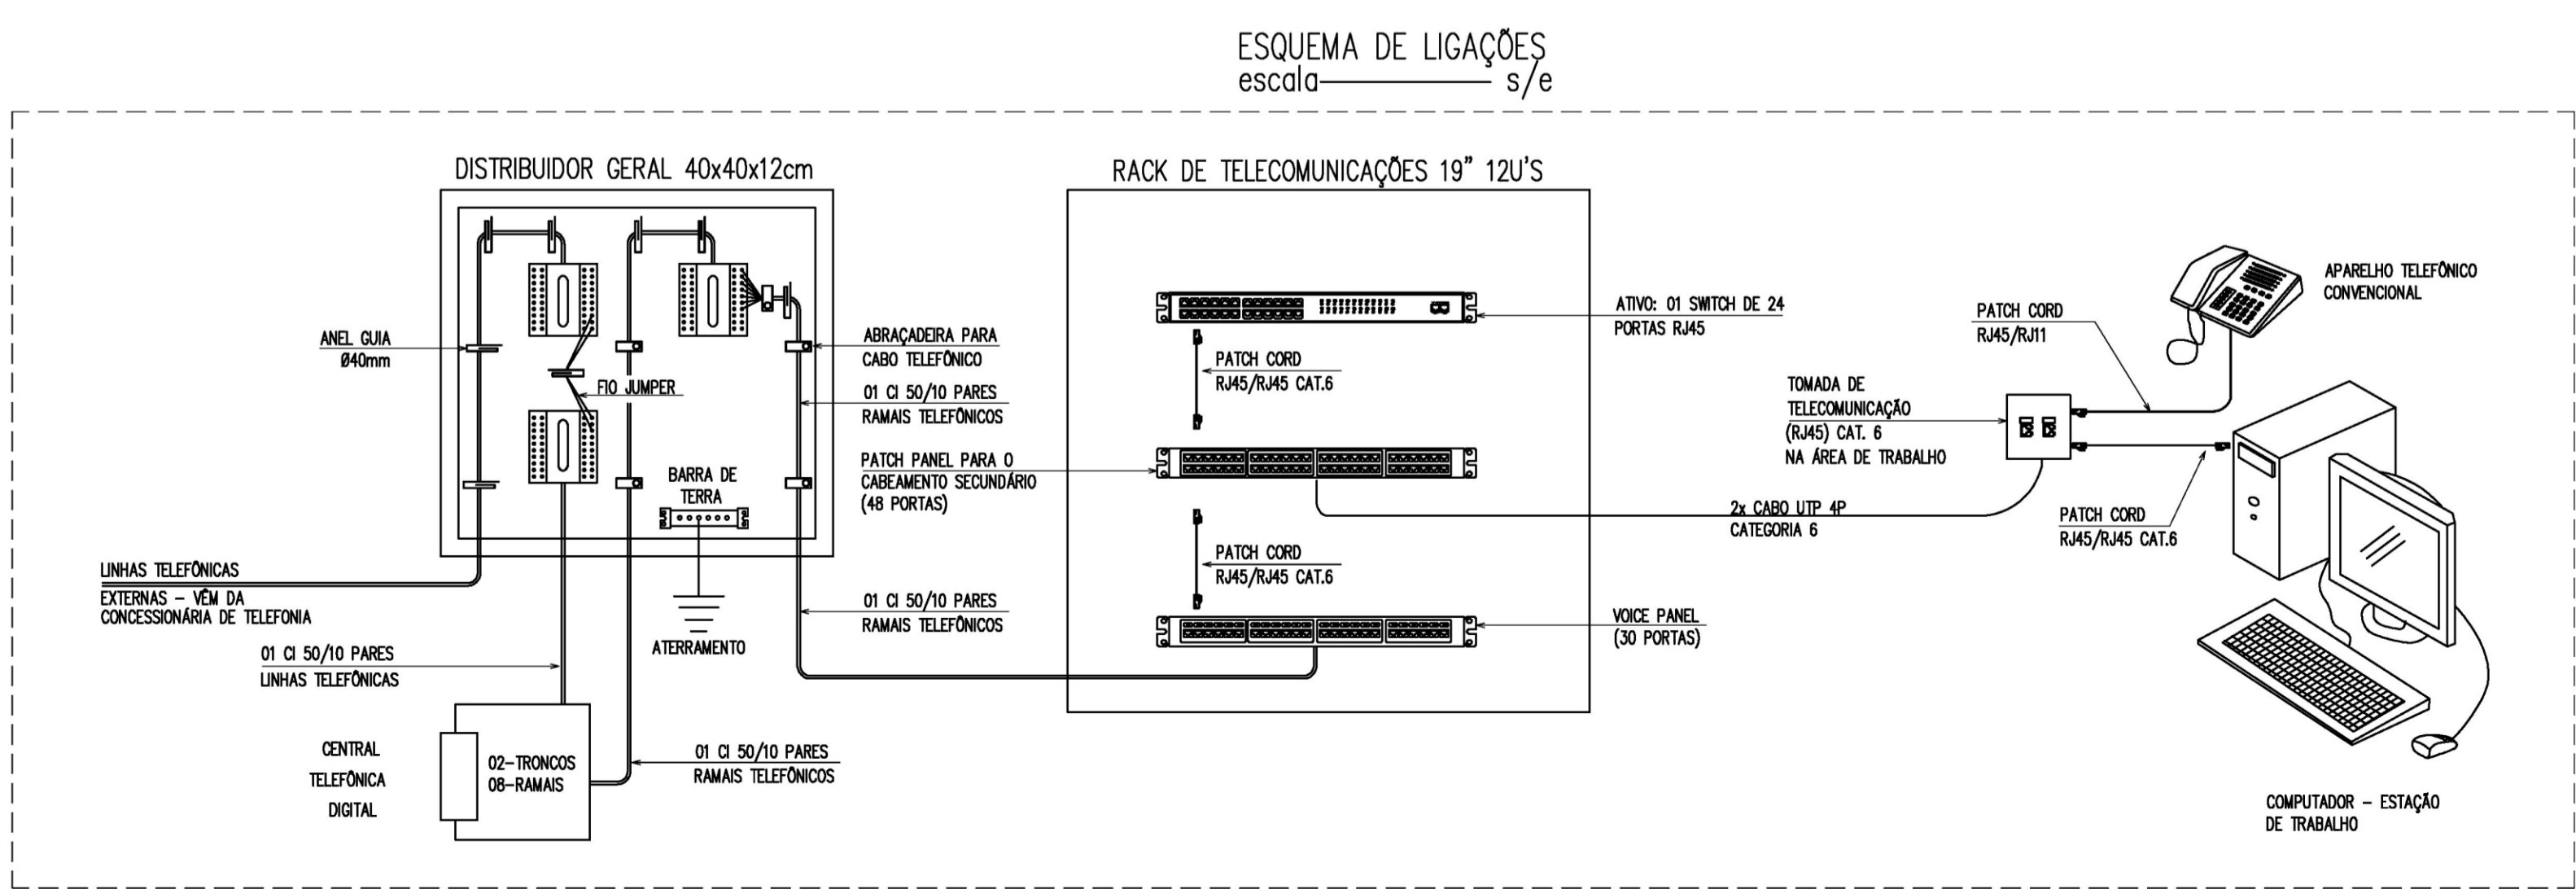 ESQUEMA DE LIGAÇÕES
escala s/e
DISTRIBUIDOR GERAL 40x40x12cm
ANEL GUIA
Ø40mm
FIO JUMPER
BARRA DE
TERRA
ATERRAMENTO
LINHAS TELEFÔNICAS
EXTERNAS – VÊM DA
CONCESSIONÁRIA DE TELEFONIA
01 CI 50/10 PARES
LINHAS TELEFÔNICAS
CENTRAL
TELEFÔNICA
DIGITAL
02-TRONCOS
08-RAMAIS
01 CI 50/10 PARES
RAMAIS TELEFÔNICOS
ABRAÇADEIRA PARA
CABO TELEFÔNICO
01 CI 50/10 PARES
RAMAIS TELEFÔNICOS
PATCH PANEL PARA O
CABEAMENTO SECUNDÁRIO
(48 PORTAS)
01 CI 50/10 PARES
RAMAIS TELEFÔNICOS
RACK DE TELECOMUNICAÇÕES 19” 12U'S
PATCH CORD
RJ45/RJ45 CAT.6
PATCH CORD
RJ45/RJ45 CAT.6
ATIVO: 01 SWITCH DE 24
PORTAS RJ45
VOICE PANEL
(30 PORTAS)
2x CABO UTP 4P
CATEGORIA 6
TOMADA DE
TELECOMUNICAÇÃO
(RJ45) CAT. 6
NA ÁREA DE TRABALHO
PATCH CORD
RJ45/RJ11
APARELHO TELEFÔNICO
CONVENCIONAL
PATCH CORD
RJ45/RJ45 CAT.6
COMPUTADOR – ESTAÇÃO
DE TRABALHO